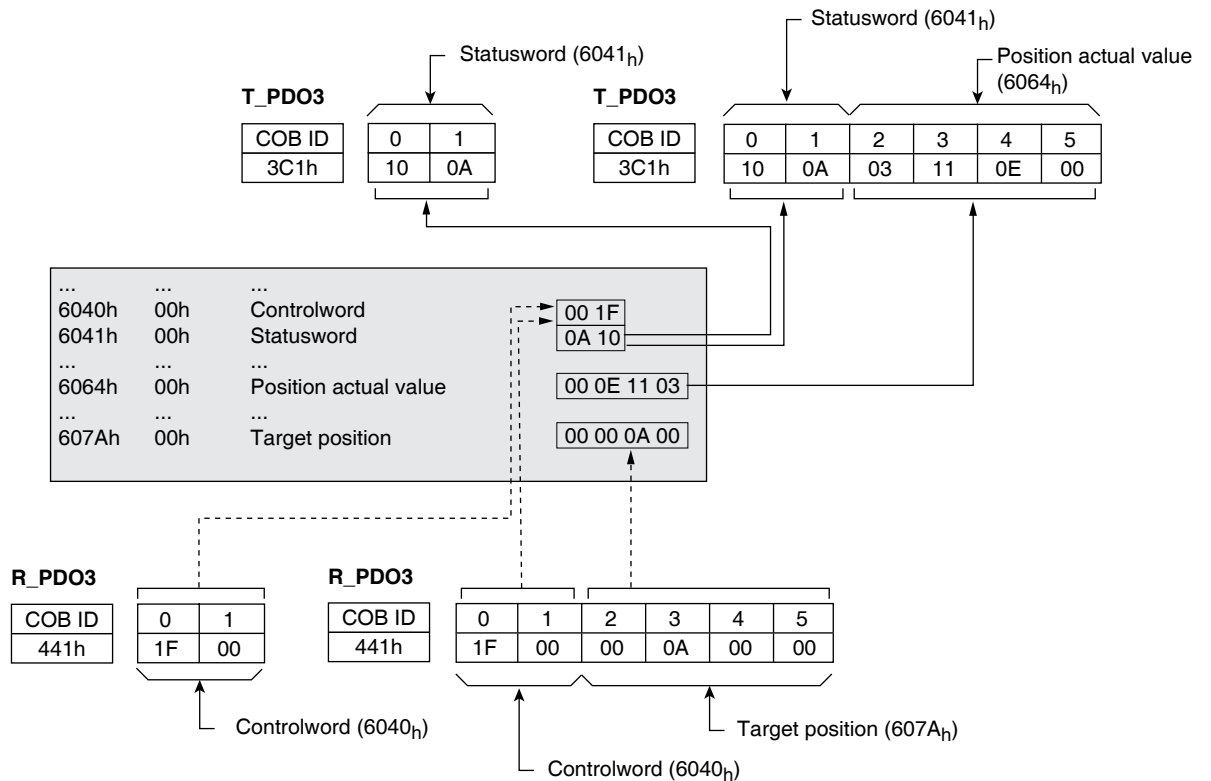 Statusword (6041h)
Statusword (6041h)
Position actual value
(6064h)
T_PDO3
T_PDO3
COB ID 0 1 COB ID 0 1 2 3 4 5
3C1h 10 0A 3C1h 10 0A 03 11 0E 00
... ... ...
6040h 00h Controlword 00 1F
6041h 00h Statusword 0A 10
... ... ...
6064h 00h Position actual value 00 0E 11 03
... ... ...
607Ah 00h Target position 00 00 0A 00
R_PDO3 R_PDO3
COB ID 0 1 COB ID 0 1 2 3 4 5
441h 1F 00 441h 1F 00 00 0A 00 00
Controlword (6040h) Target position (607Ah)
Controlword (6040h)